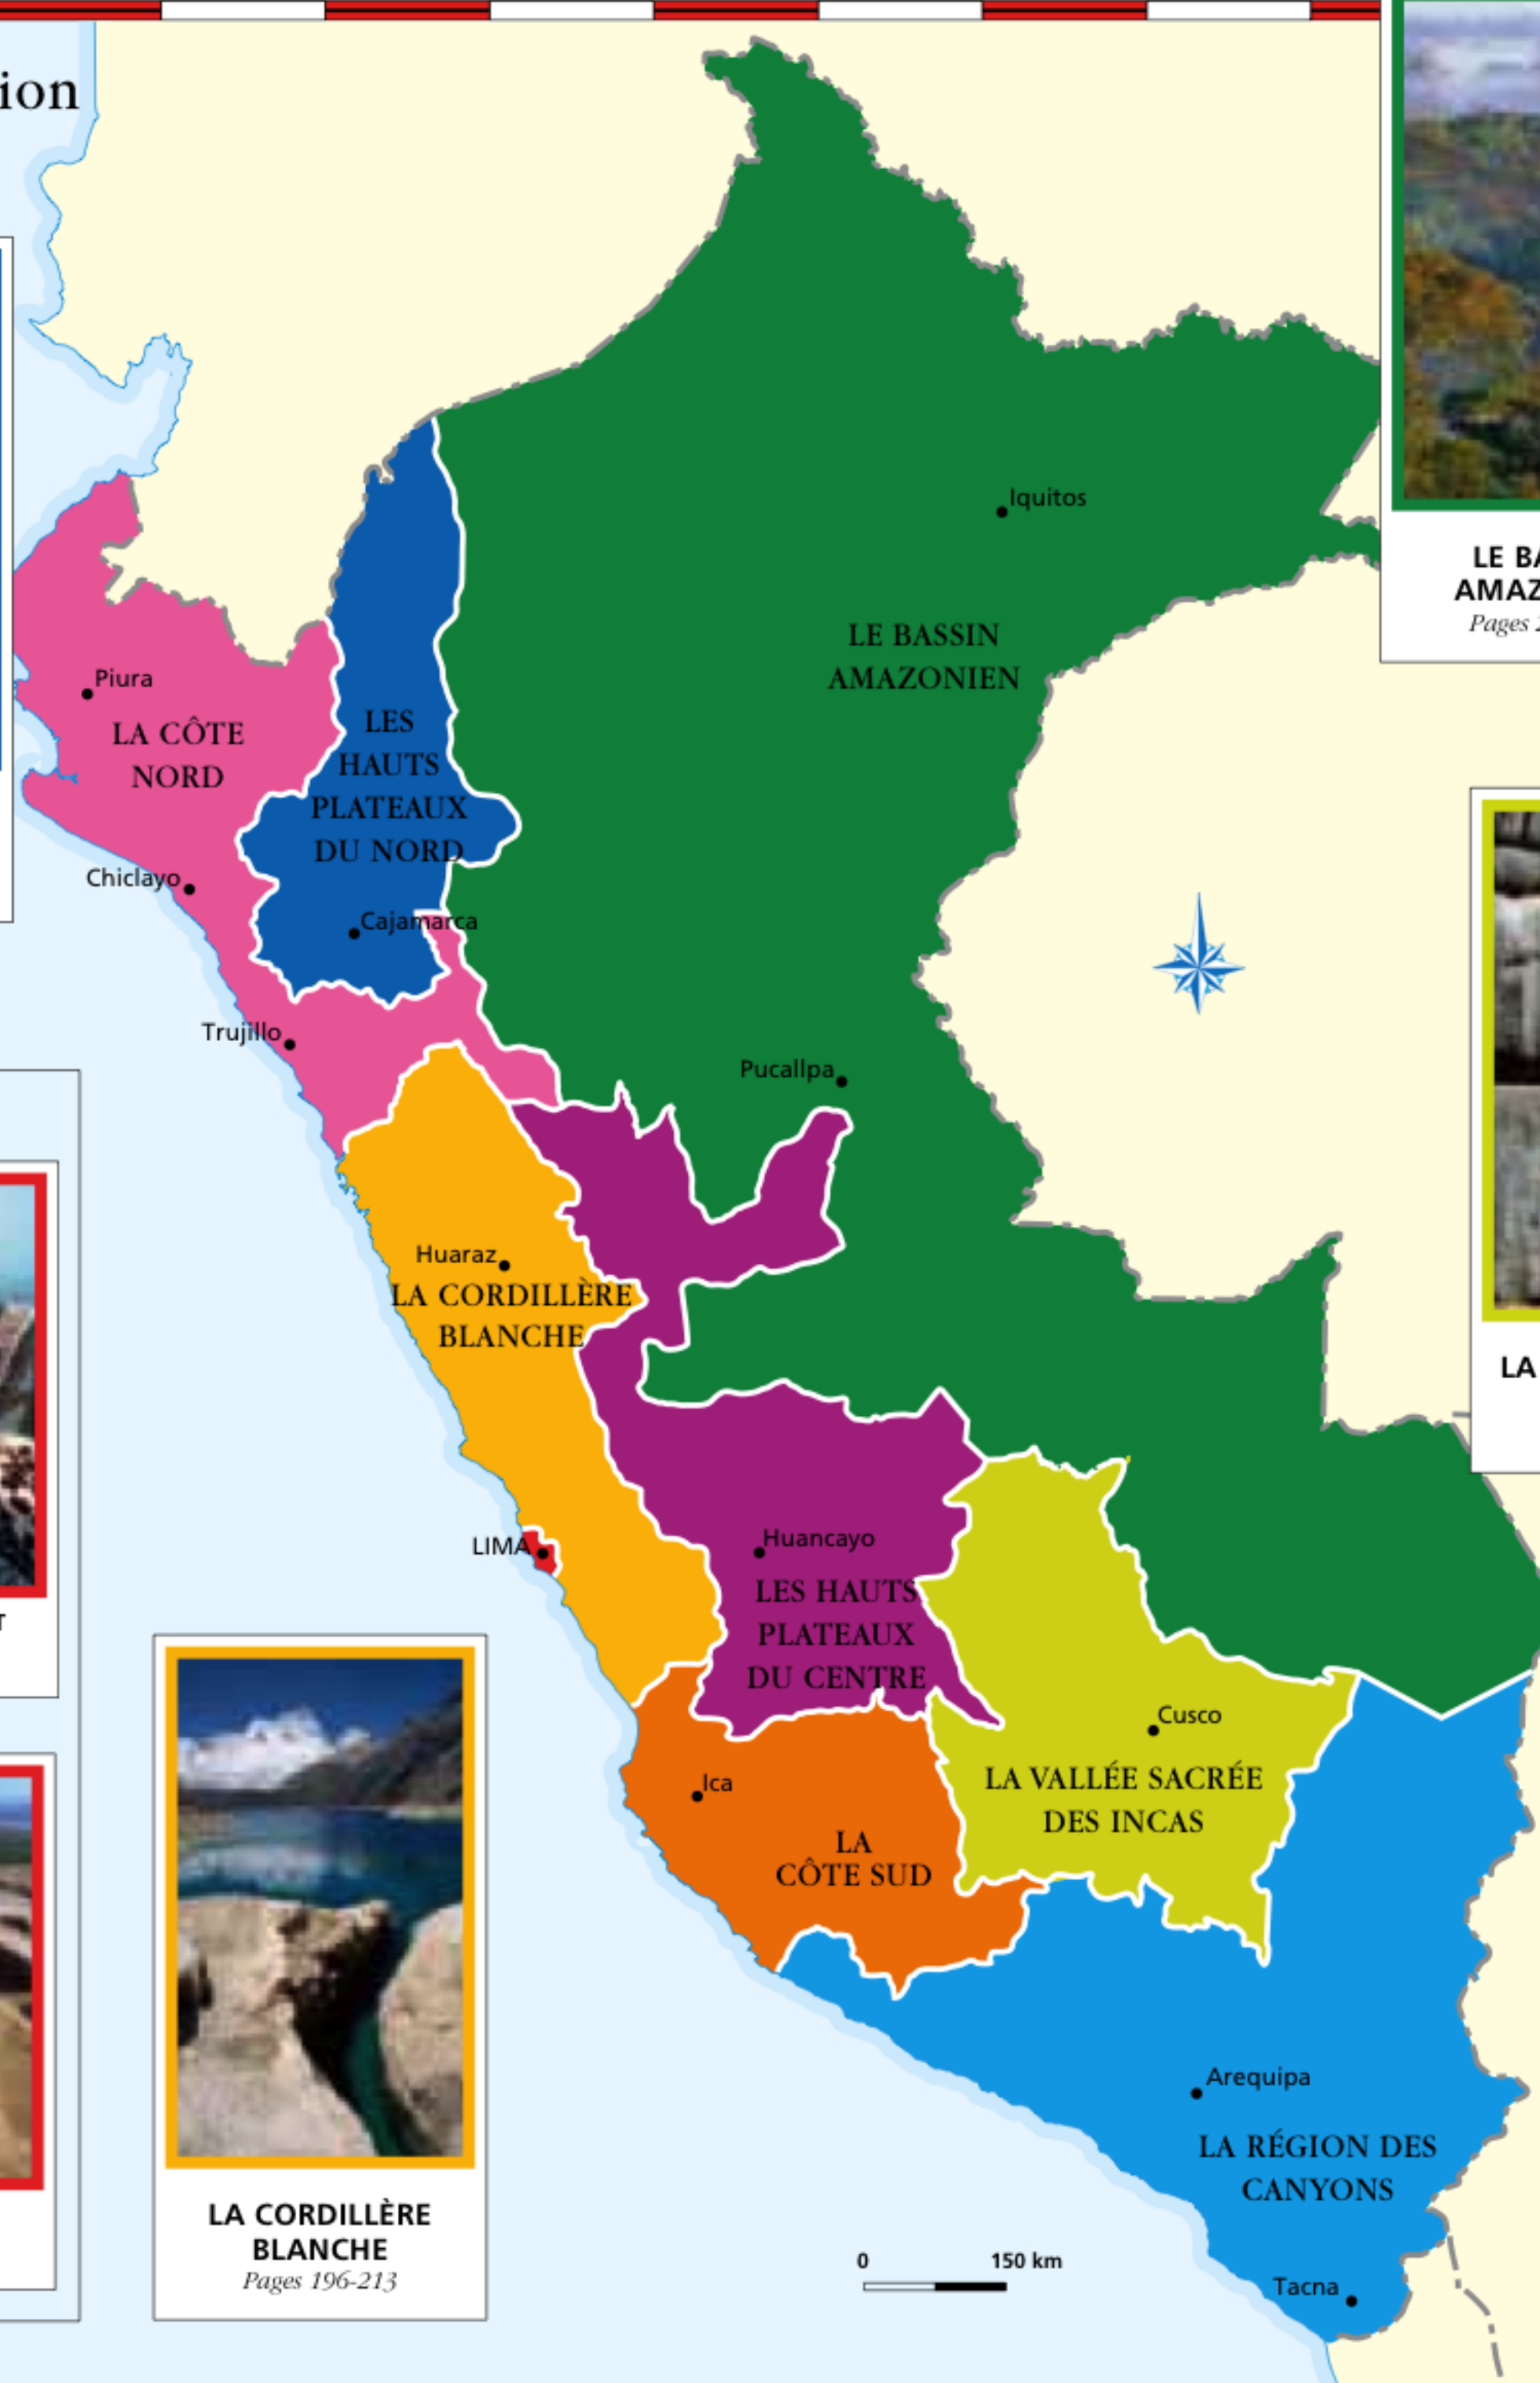 ion
Iquitos
LE BASSIN
AMAZONIEN
Piura
LA CÔTE
NORD
LES
HAUTS
PLATEAUX
DU NORD
Chiclayo
Cajamarca
Trujillo
Pucallpa
Huaraz
LA CORDILLÈRE
BLANCHE
LIMA
Huancayo
LES HAUTS
PLATEAUX
DU CENTRE
Cusco
LA VALLÉE SACRÉE
DES INCAS
Ica
LA
CÔTE SUD
Arequipa
LA RÉGION DES
CANYONS
Tacna
0 150 km
LA CORDILLÈRE
BLANCHE
Pages 196-213
LE BA
AMAZ
Pages 2
LA
T